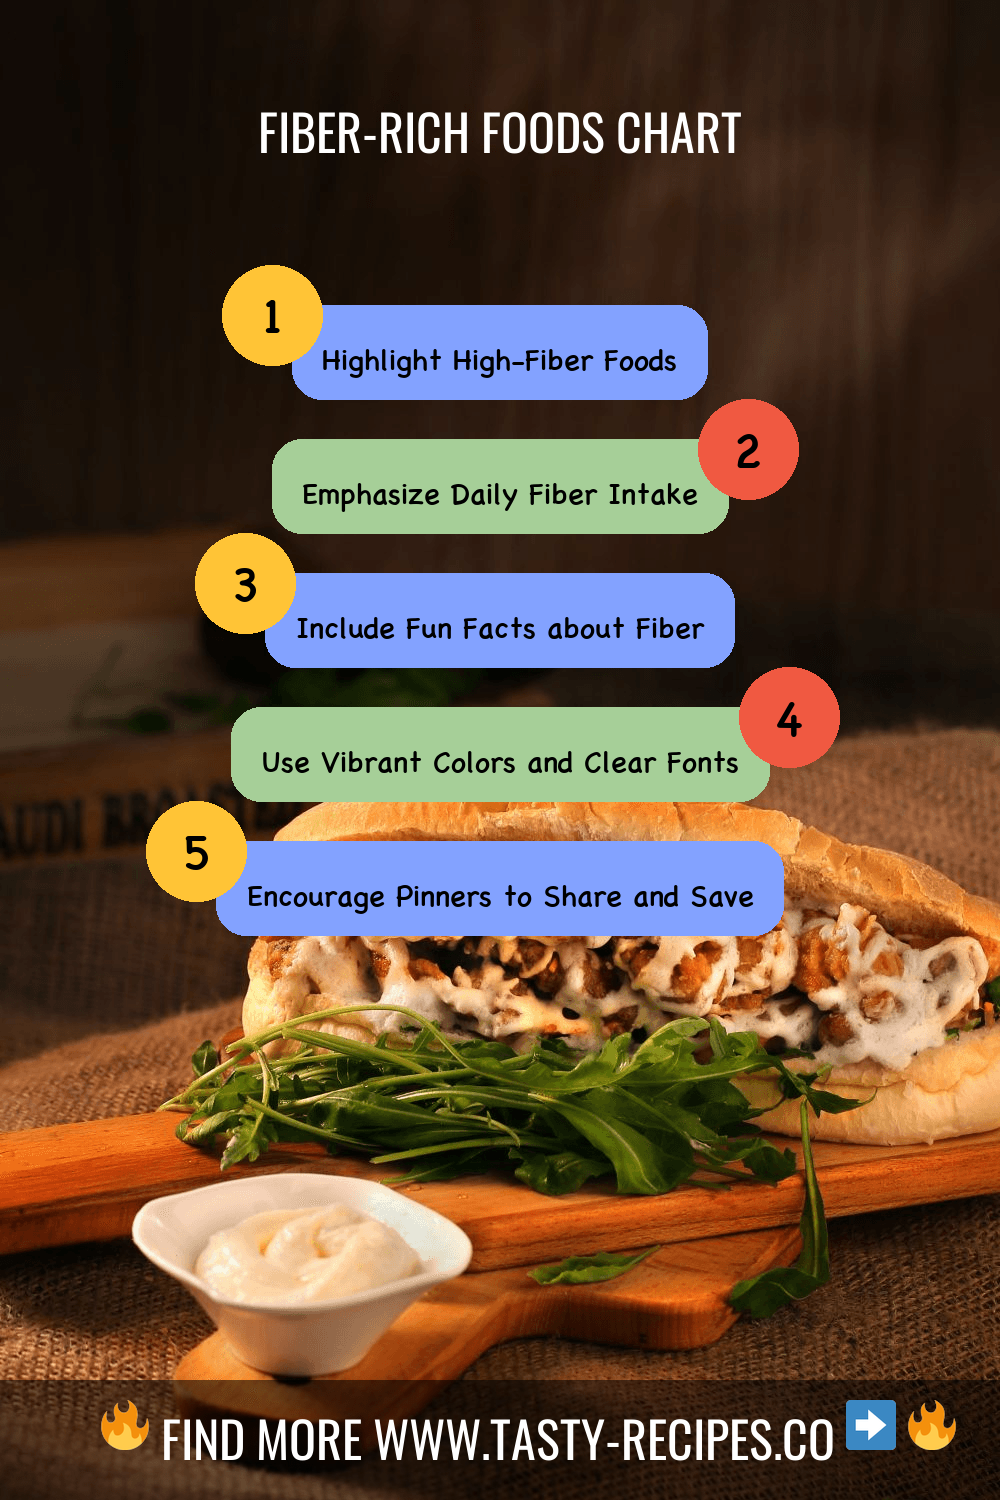 FIBER-RICH FOODS CHART
1
Highlight High-Fiber Foods
2
Emphasize Daily Fiber Intake
3
Include Fun Facts about Fiber
4
Use Vibrant Colors and Clear Fonts
5
Encourage Pinners to Share and Save
FIND MORE WWW.TASTY-RECIPES.CO